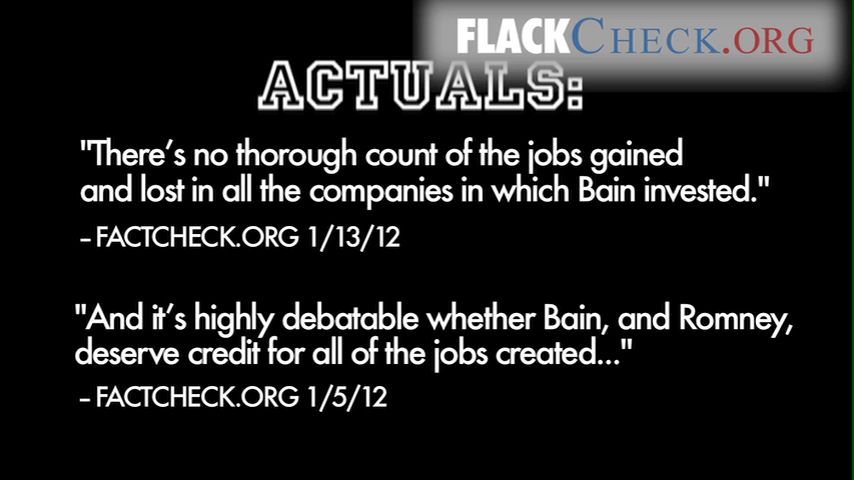 FLACKCHECK.ORG
ACTUALS:
"There's no thorough count of the jobs gained
and lost in all the companies in which Bain invested."
– FACTCHECK.ORG 1/13/12
"And it's highly debatable whether Bain, and Romney,
deserve credit for all of the jobs created..."
– FACTCHECK.ORG 1/5/12